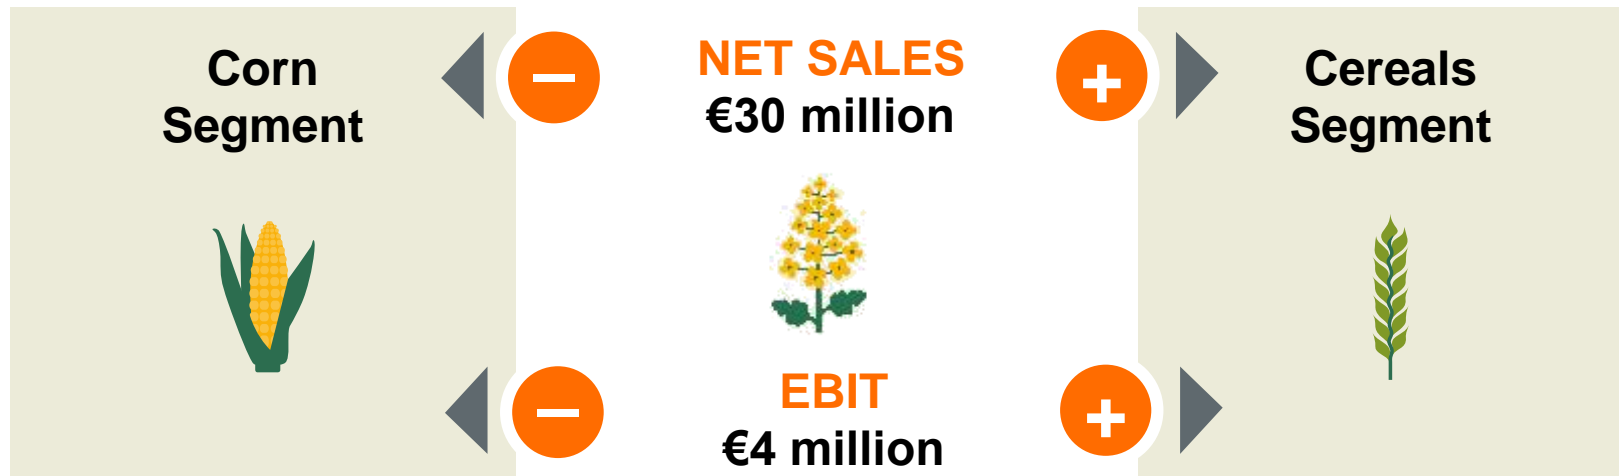 Corn
Segment
−
NET SALES
€30 million
+
Cereals
Segment
−
EBIT
€4 million
+